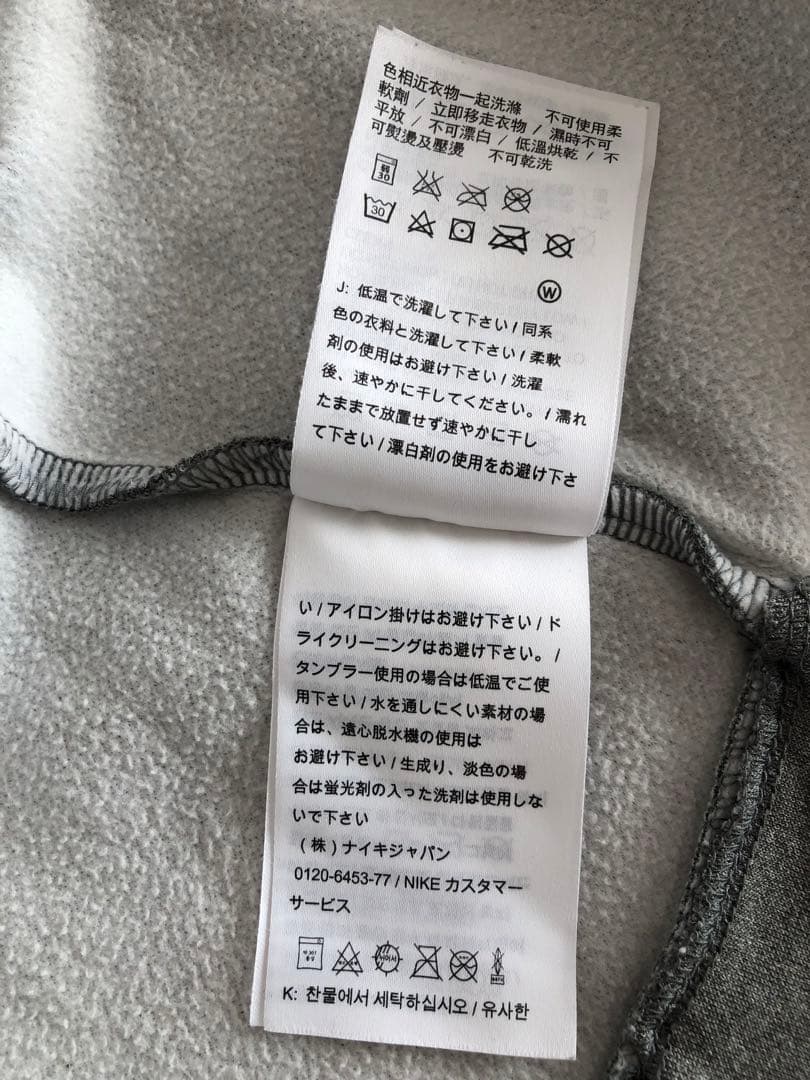 色相近衣物一起洗滌 不可使用柔
軟劑 / 立即移走衣物 / 濕時不可
平放 / 不可漂白 / 低溫烘乾 / 不
可熨燙及壓燙 不可乾洗
弱
30
30
W
J: 低温で洗濯して下さい / 同系
色の衣料と洗濯して下さい / 柔軟
剤の使用はお避け下さい / 洗濯
後、速やかに干してください。 / 濡れ
たままで放置せず速やかに干し
て下さい / 漂白剤の使用をお避け下さ
い / アイロン掛けはお避け下さい / ド
ライクリーニングはお避け下さい。 /
タンブラー使用の場合は低温でご使
用下さい / 水を通しにくい素材の場
合は、遠心脱水機の使用は
お避け下さい / 生成り、淡色の場
合は蛍光剤の入った洗剤は使用しな
いで下さい
(株) ナイキジャパン
0120-6453-77 / NIKE カスタマー
サービス
K: 찬물에서 세탁하십시오 / 유사한